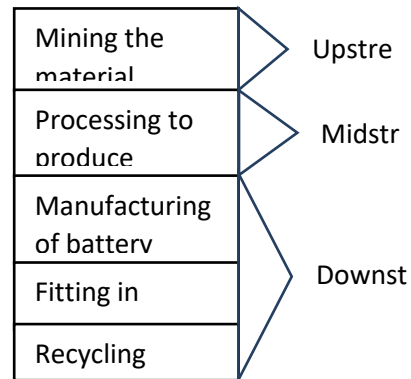 Mining the
material
Upstre
Processing to
produce
Midstr
Manufacturing
of battery
Downst
Fitting in
Recycling